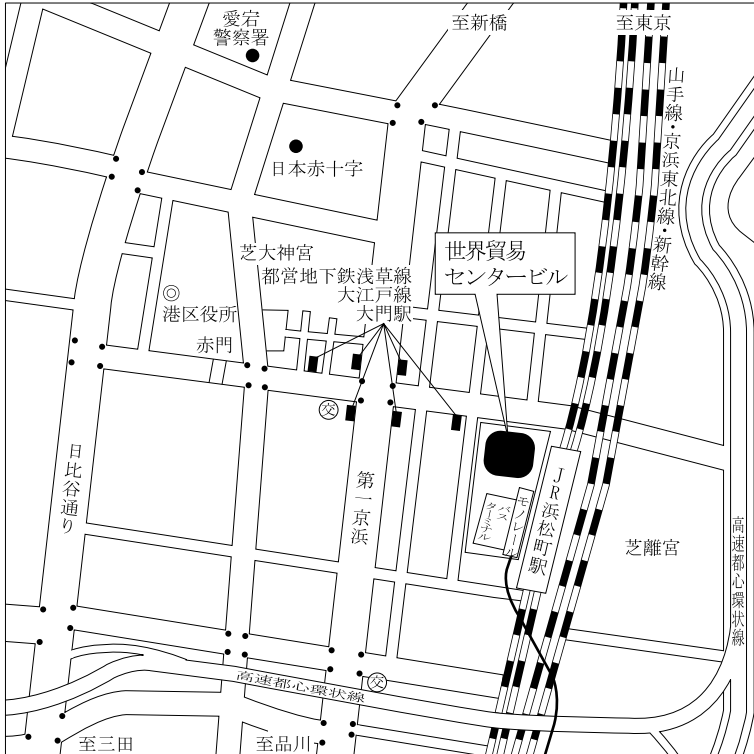 愛宕
警察署
至新橋
至東京
山手線・京浜東北線・新幹線
日本赤十字
芝大神宮
都営地下鉄浅草線
大江戸線
大門駅
世界貿易
センタービル
港区役所
赤門
交
日比谷通り
第一京浜
バス
ターミナル
モノレール
JR浜松町駅
芝離宮
高速都心環状線
高速都心環状線
交
至三田
至品川